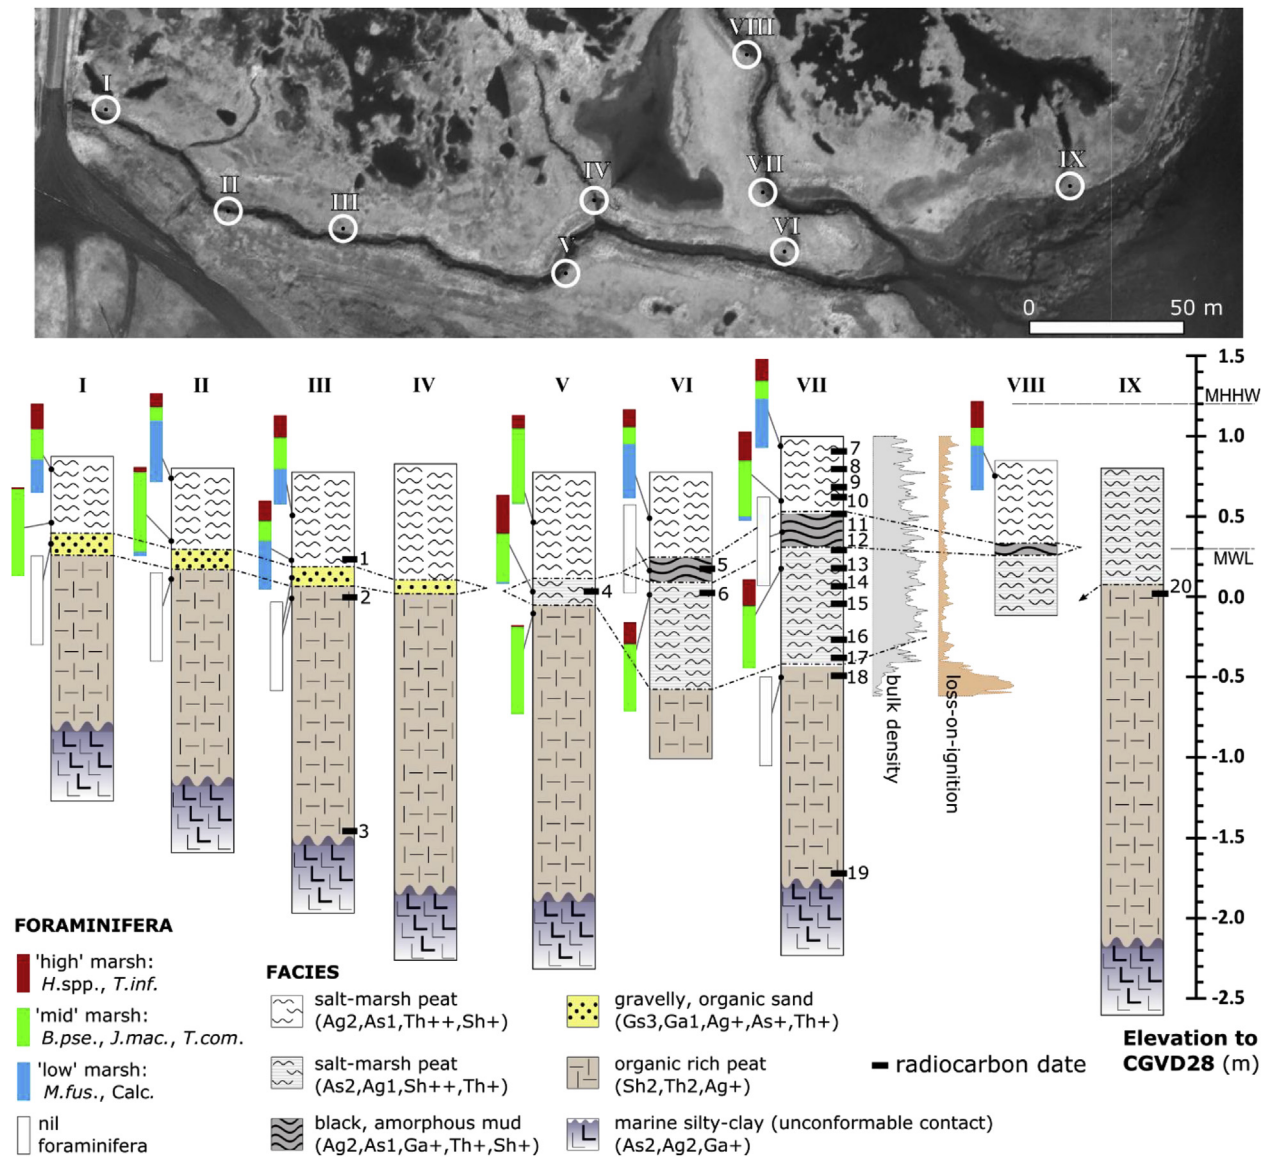 VIII
I
IX
IV
VII
II
III
VI
V
0 50 m
I II III IV V VI VII VIII IX
1.5
MHHW
1.0
0.5
MWL
0.0
-0.5
-1.0
-1.5
-2.0
-2.5
1
2
3
4
5
6
7
8
9
10
11
12
13
14
15
16
17
18
19
20
bulk density
loss-on-ignition
Elevation to
CGVD28 (m)
FORAMINIFERA
'high' marsh:
H.spp., T.inf.
'mid' marsh:
B.pse., J.mac., T.com.
'low' marsh:
M.fus., Calc.
nil
foraminifera
FACIES
salt-marsh peat
(Ag2,As1,Th++,Sh+)
salt-marsh peat
(As2,Ag1,Sh++,Th+)
black, amorphous mud
(Ag2,As1,Ga+,Th+,Sh+)
gravelly, organic sand
(Gs3,Ga1,Ag+,As+,Th+)
organic rich peat
(Sh2,Th2,Ag+)
marine silty-clay (unconformable contact)
(As2,Ag2,Ga+)
radiocarbon date